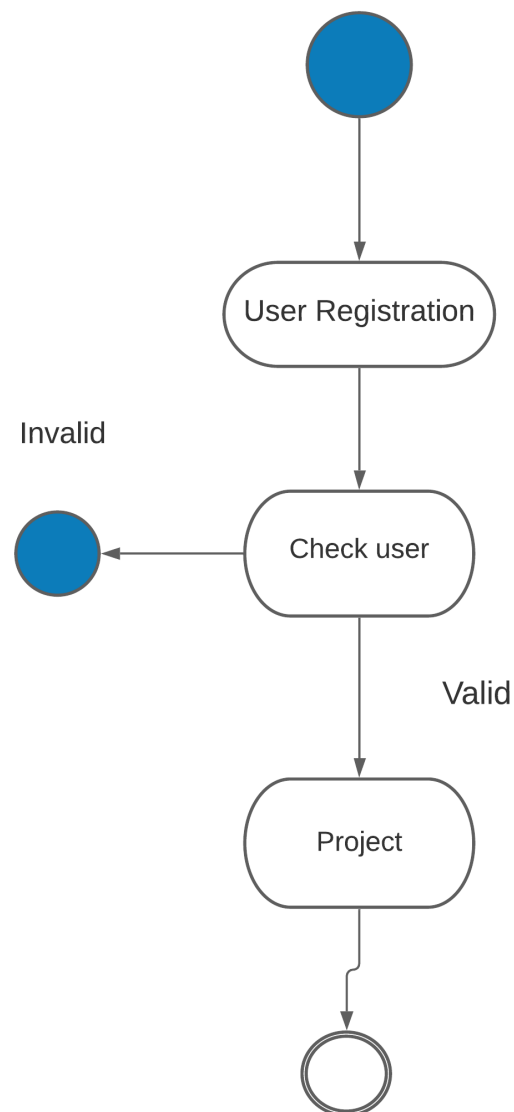 User Registration
Invalid
Check user
Valid
Project